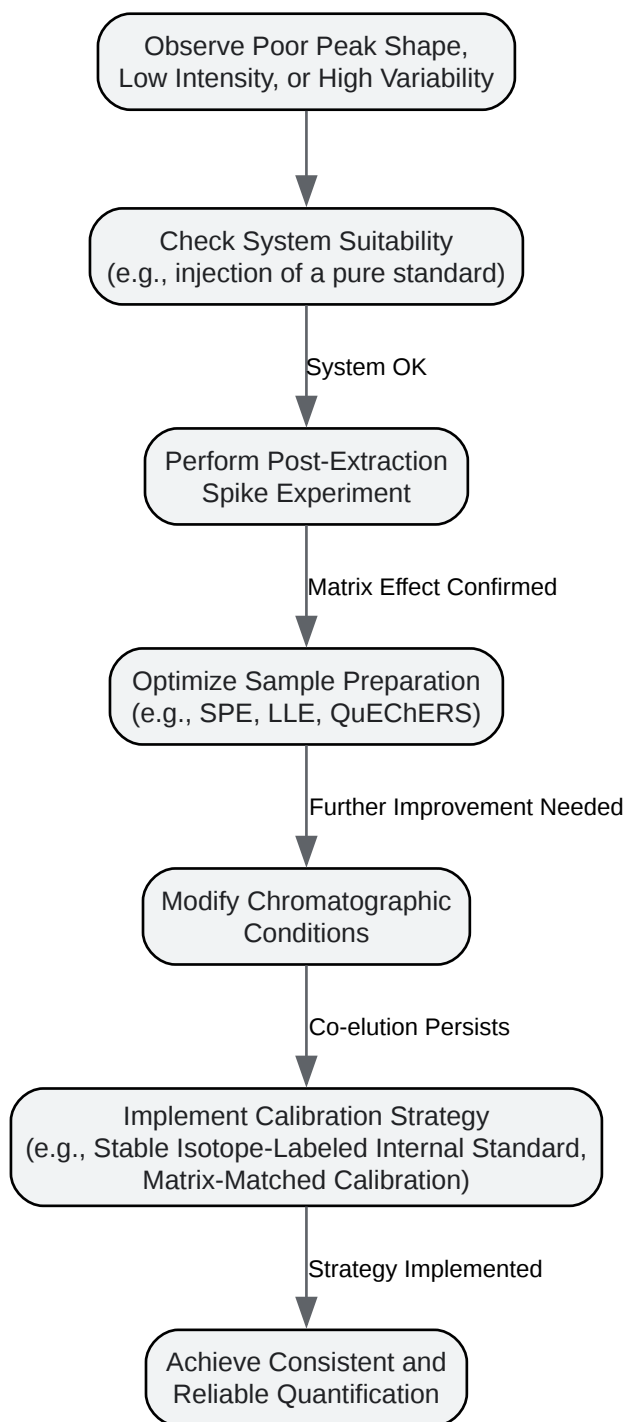 Observe Poor Peak Shape,
Low Intensity, or High Variability
Check System Suitability
(e.g., injection of a pure standard)
System OK
Perform Post-Extraction
Spike Experiment
Matrix Effect Confirmed
Optimize Sample Preparation
(e.g., SPE, LLE, QuEChERS)
Further Improvement Needed
Modify Chromatographic
Conditions
Co-elution Persists
Implement Calibration Strategy
(e.g., Stable Isotope-Labeled Internal Standard,
Matrix-Matched Calibration)
Strategy Implemented
Achieve Consistent and
Reliable Quantification